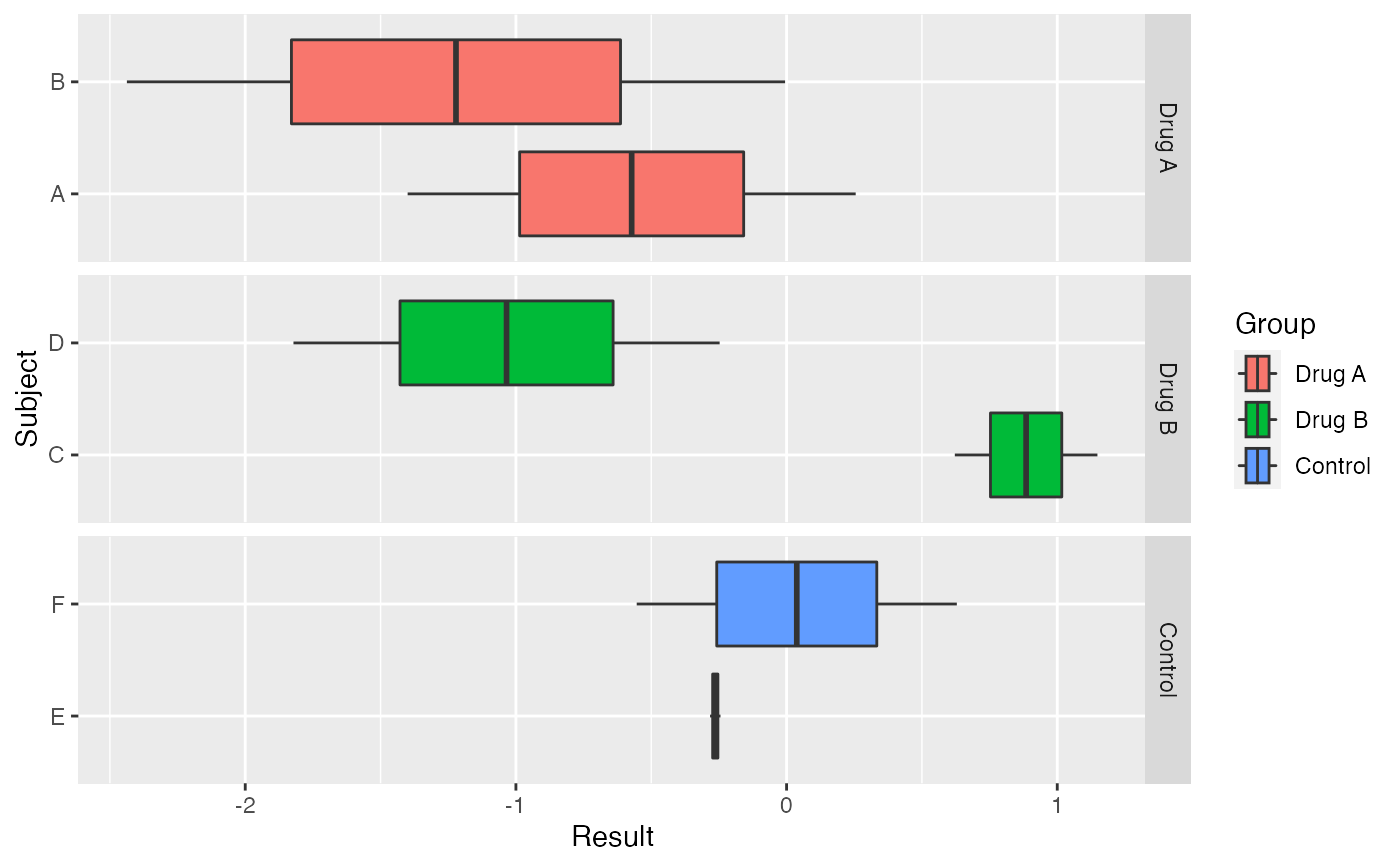 B
A
Drug A
D
C
Drug B
F
E
Control
-2 -1 0 1
Result
Subject
Group
Drug A
Drug B
Control